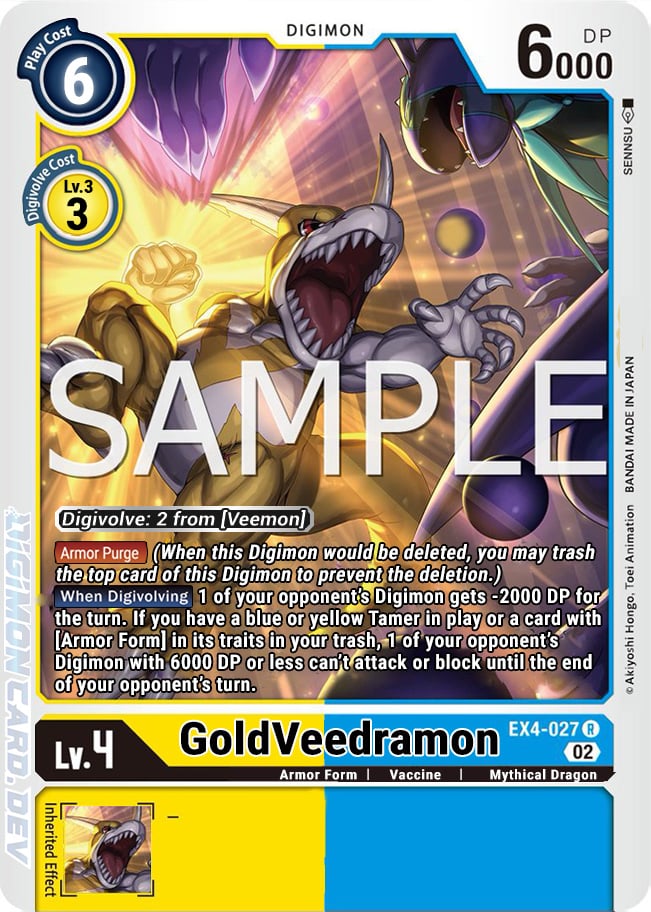 Play Cost
6
DIGIMON
DP
6000
Digivolve Cost
Lv.3
3
SENNSU
SAMPLE
Digivolve: 2 from [Veemon]
Armor Purge (When this Digimon would be deleted, you may trash
the top card of this Digimon to prevent the deletion.)
When Digivolving 1 of your opponent's Digimon gets -2000 DP for
the turn. If you have a blue or yellow Tamer in play or a card with
[Armor Form] in its traits in your trash, 1 of your opponent's
Digimon with 6000 DP or less can't attack or block until the end
of your opponent's turn.
© Akiyoshi Hongo, Toei Animation BANDAI MADE IN JAPAN
DIGIMONCARD.DEV
Lv.4
GoldVeedramon
EX4-027 R
02
Armor Form | Vaccine | Mythical Dragon
Inherited Effect
-